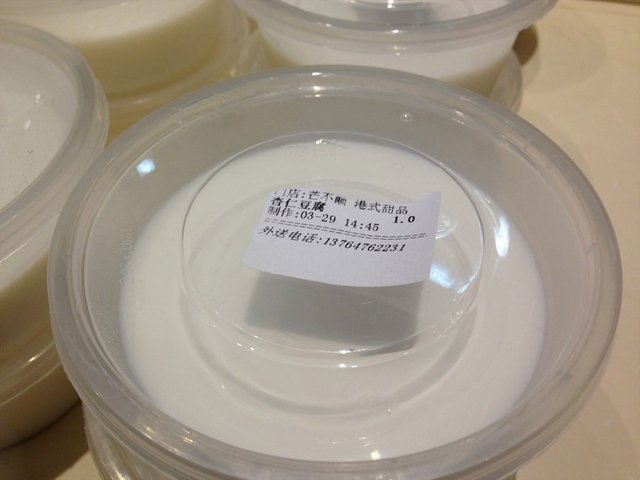 门店:芒不颠 港式甜品
杏仁豆腐 1.0
制作:03-29 14:45
外送电话:13764762231